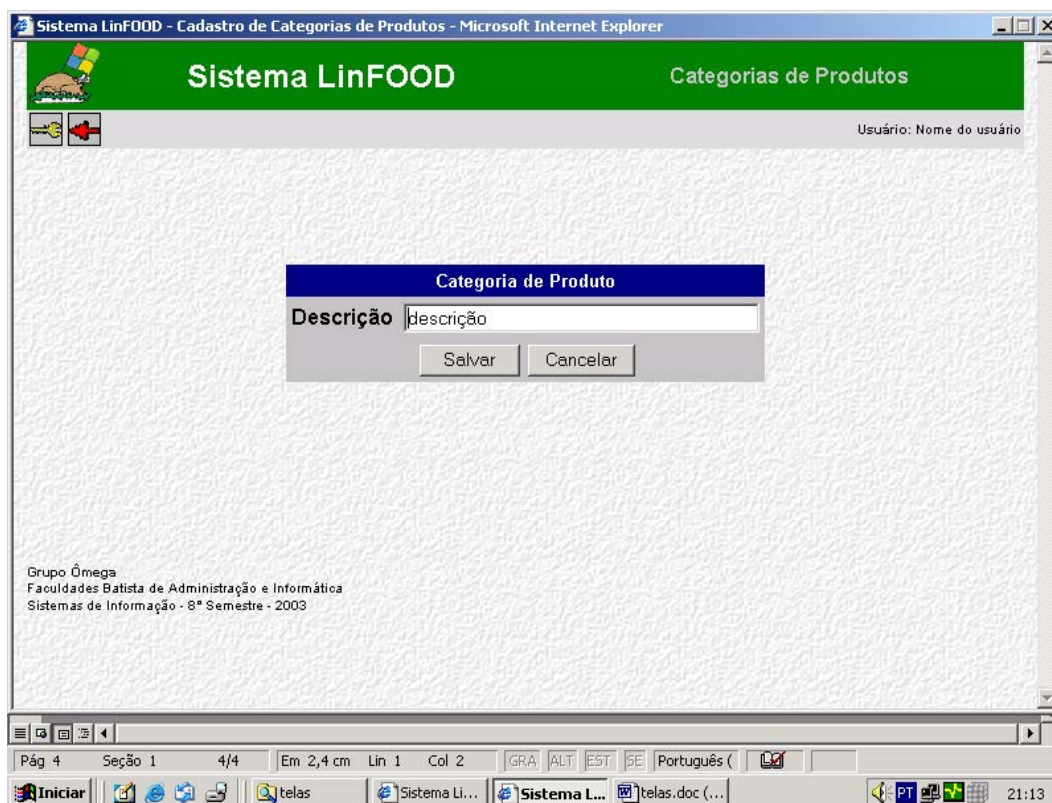 Sistema LinFOOD - Cadastro de Categorias de Produtos - Microsoft Internet Explorer
Sistema LinFOOD Categorias de Produtos
Usuário: Nome do usuário
Categoria de Produto
Descrição descrição
Salvar Cancelar
Grupo Ômega
Faculdades Batista de Administração e Informática
Sistemas de Informação - 8º Semestre - 2003
Pág 4 Seção 1 4/4 Em 2,4 cm Lin 1 Col 2 GRA ALT EST SE Português (
Iniciar telas Sistema Li... Sistema L... telas.doc (... PT 21:13